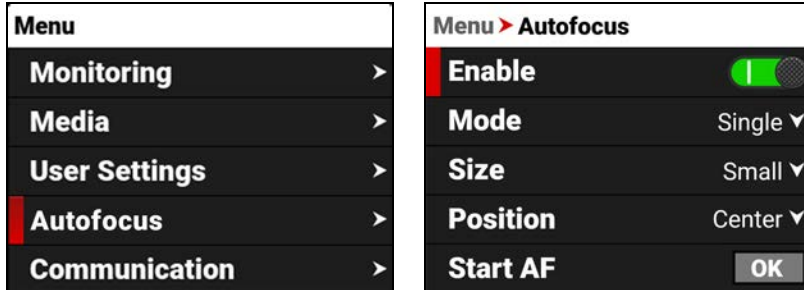 Menu
Monitoring
Media
User Settings
Autofocus
Communication
Menu > Autofocus
Enable
Mode Single
Size Small
Position Center
Start AF OK